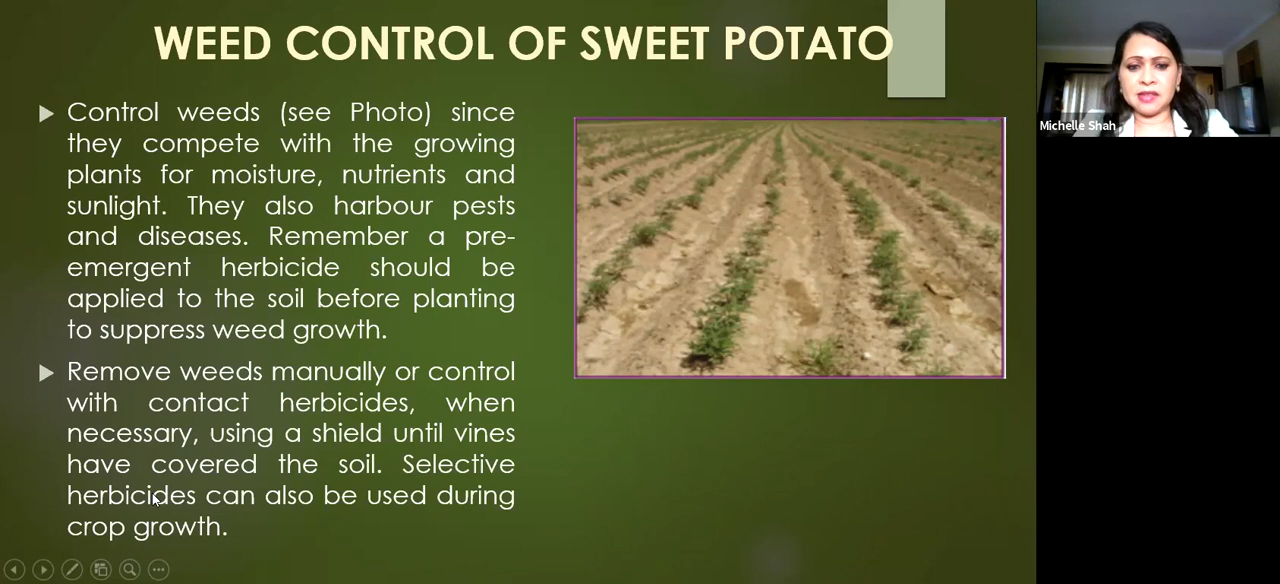 WEED CONTROL OF SWEET POTATO
Control weeds (see Photo) since
they compete with the growing
plants for moisture, nutrients and
sunlight. They also harbour pests
and diseases. Remember a pre-
emergent herbicide should be
applied to the soil before planting
to suppress weed growth.
Remove weeds manually or control
with contact herbicides, when
necessary, using a shield until vines
have covered the soil. Selective
herbicides can also be used during
crop growth.
Michelle Shah